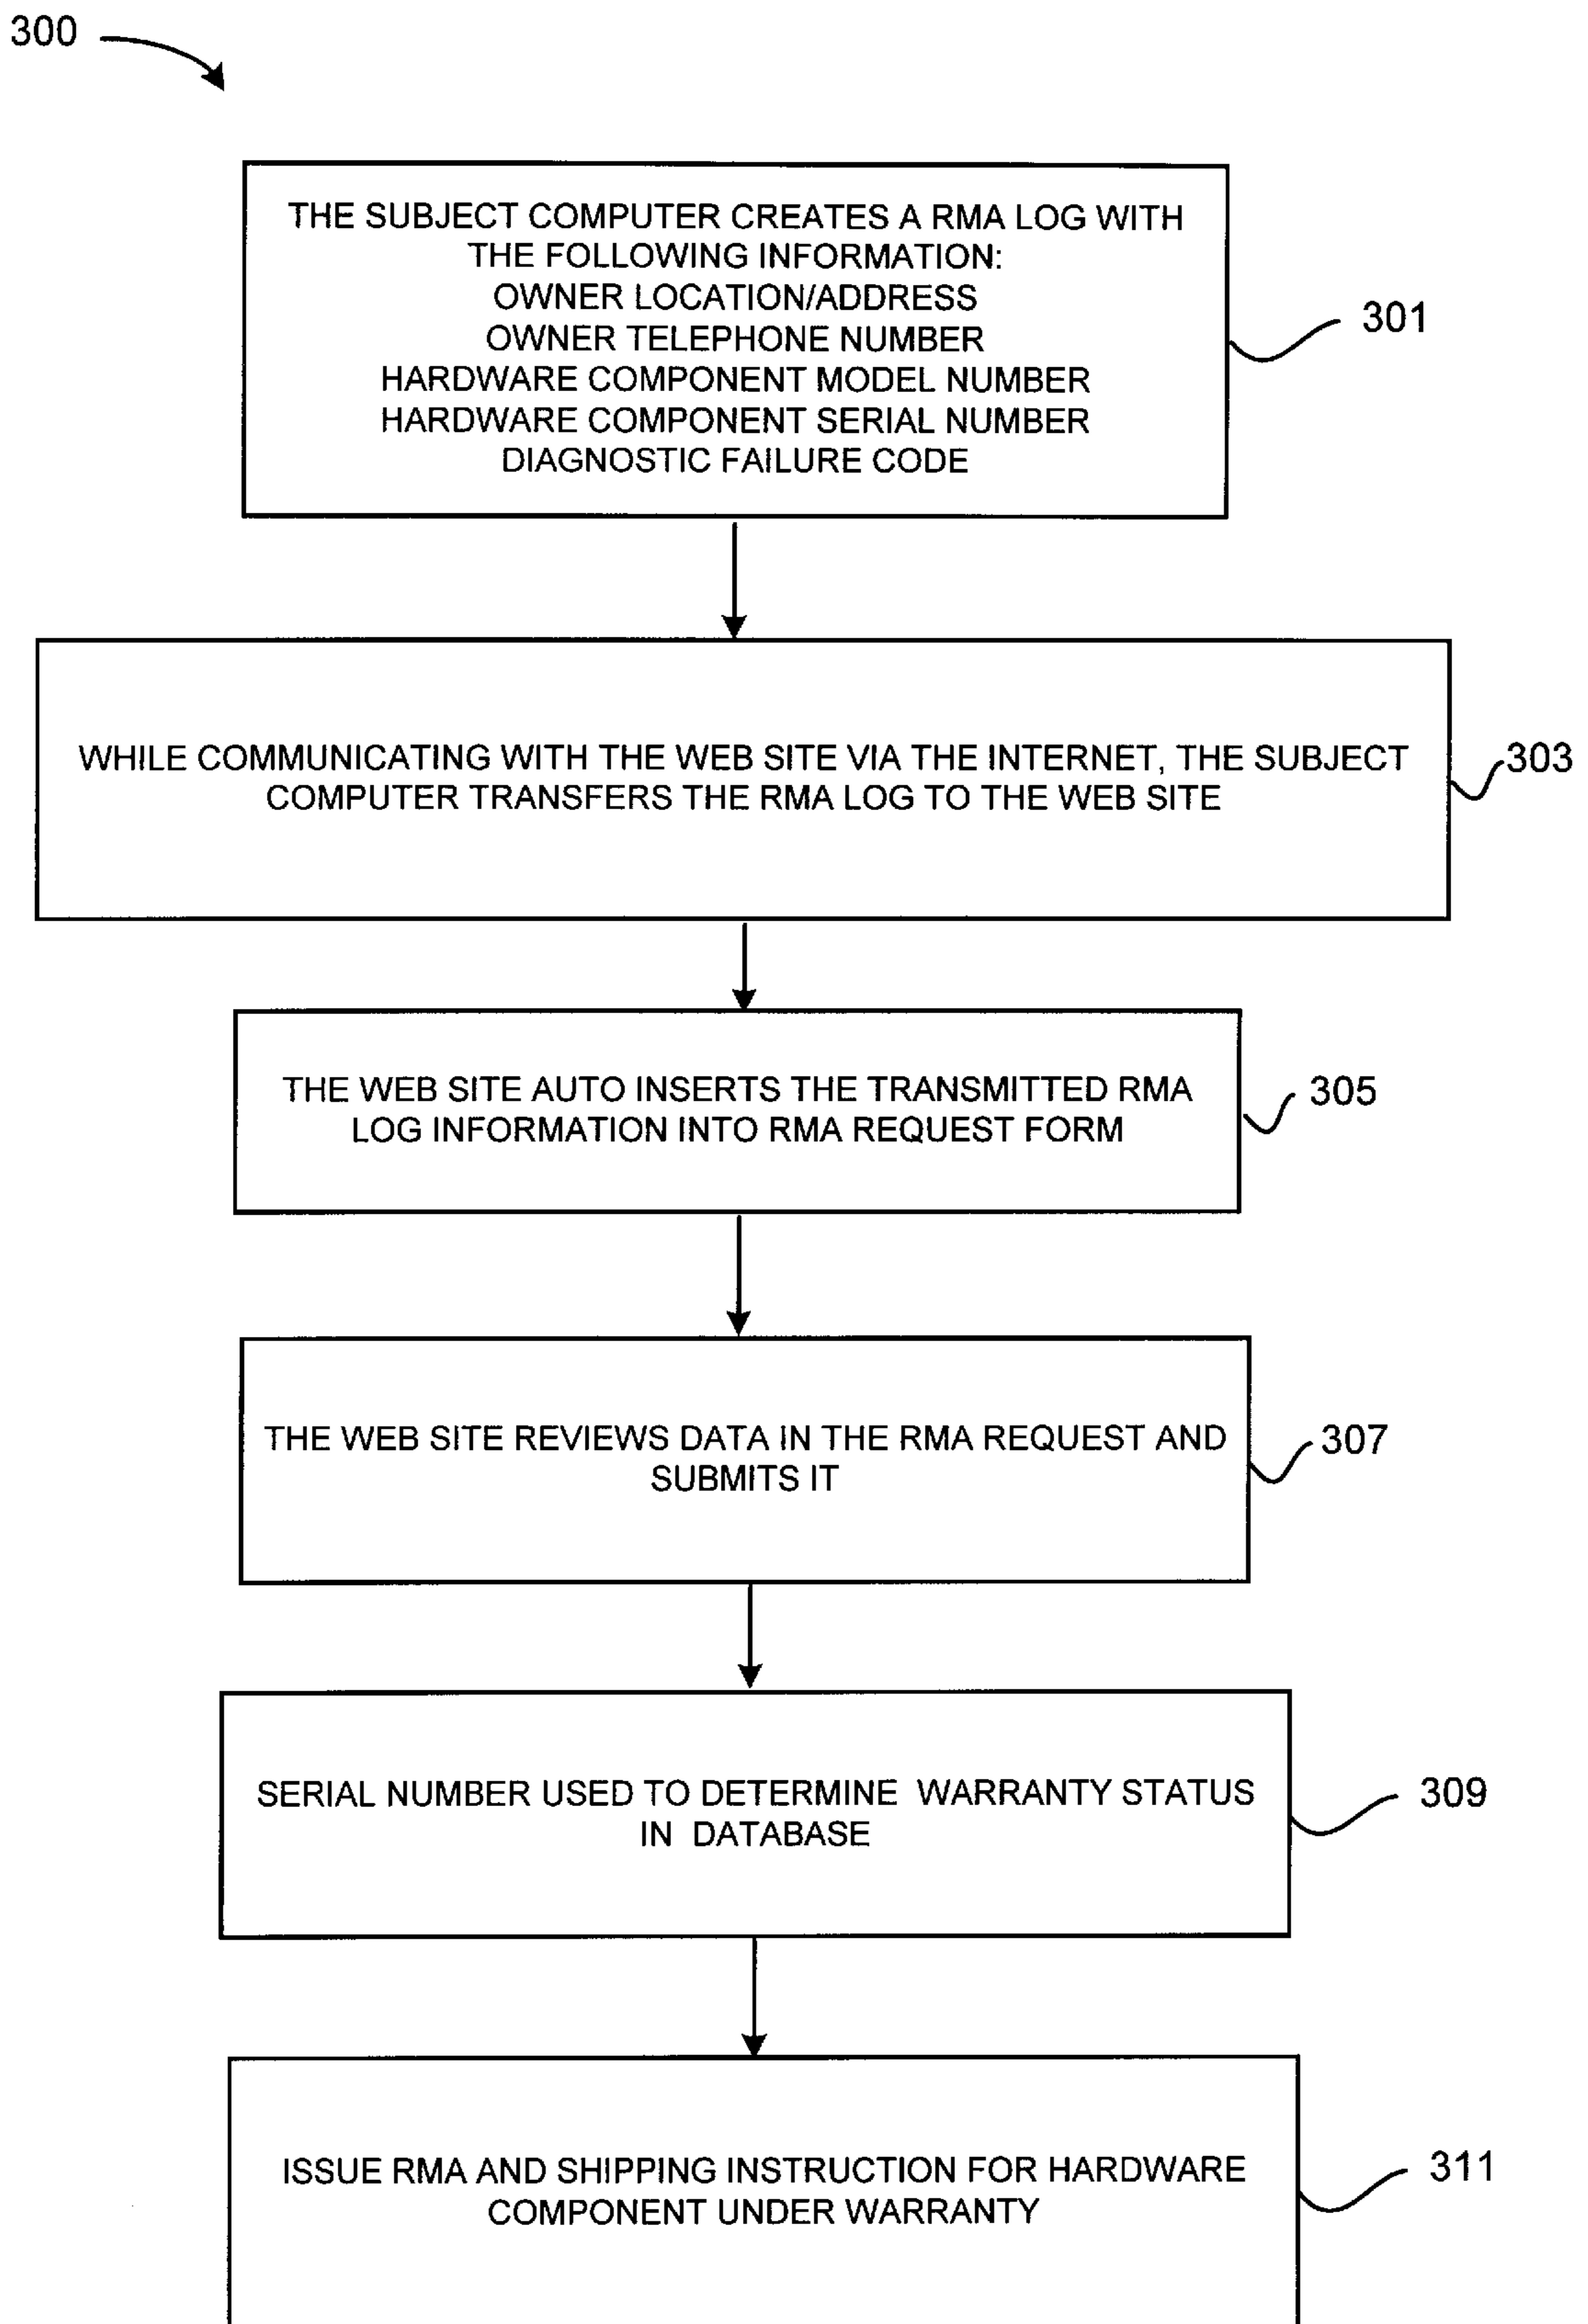 300
THE SUBJECT COMPUTER CREATES A RMA LOG WITH
THE FOLLOWING INFORMATION:
OWNER LOCATION/ADDRESS
OWNER TELEPHONE NUMBER
HARDWARE COMPONENT MODEL NUMBER
HARDWARE COMPONENT SERIAL NUMBER
DIAGNOSTIC FAILURE CODE
301
WHILE COMMUNICATING WITH THE WEB SITE VIA THE INTERNET, THE SUBJECT
COMPUTER TRANSFERS THE RMA LOG TO THE WEB SITE
303
THE WEB SITE AUTO INSERTS THE TRANSMITTED RMA
LOG INFORMATION INTO RMA REQUEST FORM
305
THE WEB SITE REVIEWS DATA IN THE RMA REQUEST AND
SUBMITS IT
307
SERIAL NUMBER USED TO DETERMINE WARRANTY STATUS
IN DATABASE
309
ISSUE RMA AND SHIPPING INSTRUCTION FOR HARDWARE
COMPONENT UNDER WARRANTY
311